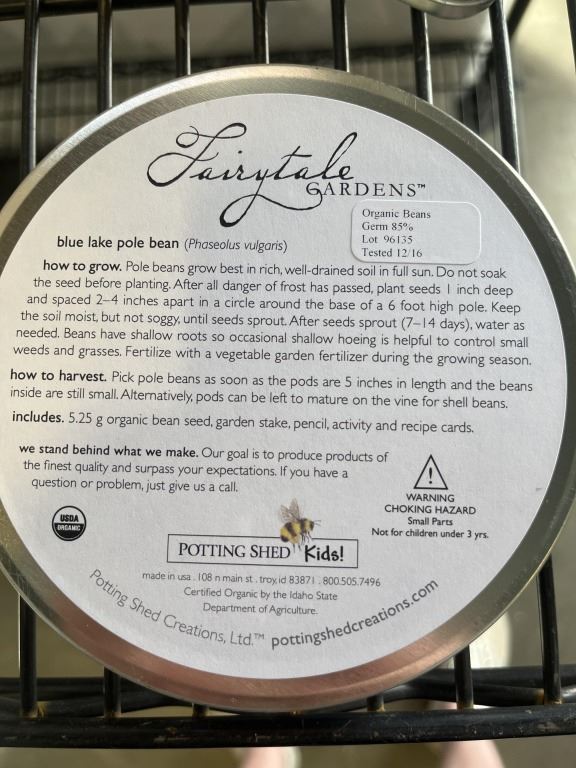 Fairytale
GARDENS™
Organic Beans
Germ 85%
Lot 96135
Tested 12/16
blue lake pole bean (Phaseolus vulgaris)
how to grow. Pole beans grow best in rich, well-drained soil in full sun. Do not soak
the seed before planting. After all danger of frost has passed, plant seeds 1 inch deep
and spaced 2–4 inches apart in a circle around the base of a 6 foot high pole. Keep
the soil moist, but not soggy, until seeds sprout. After seeds sprout (7–14 days), water as
needed. Beans have shallow roots so occasional shallow hoeing is helpful to control small
weeds and grasses. Fertilize with a vegetable garden fertilizer during the growing season.
how to harvest. Pick pole beans as soon as the pods are 5 inches in length and the beans
inside are still small. Alternatively, pods can be left to mature on the vine for shell beans.
includes. 5.25 g organic bean seed, garden stake, pencil, activity and recipe cards.
we stand behind what we make. Our goal is to produce products of
the finest quality and surpass your expectations. If you have a
question or problem, just give us a call.
WARNING
CHOKING HAZARD
Small Parts
Not for children under 3 yrs.
USDA
ORGANIC
POTTING SHED Kids!
made in usa . 108 n main st . troy, id 83871 . 800.505.7496
Certified Organic by the Idaho State
Department of Agriculture.
Potting Shed Creations, Ltd.™ pottingshedcreations.com